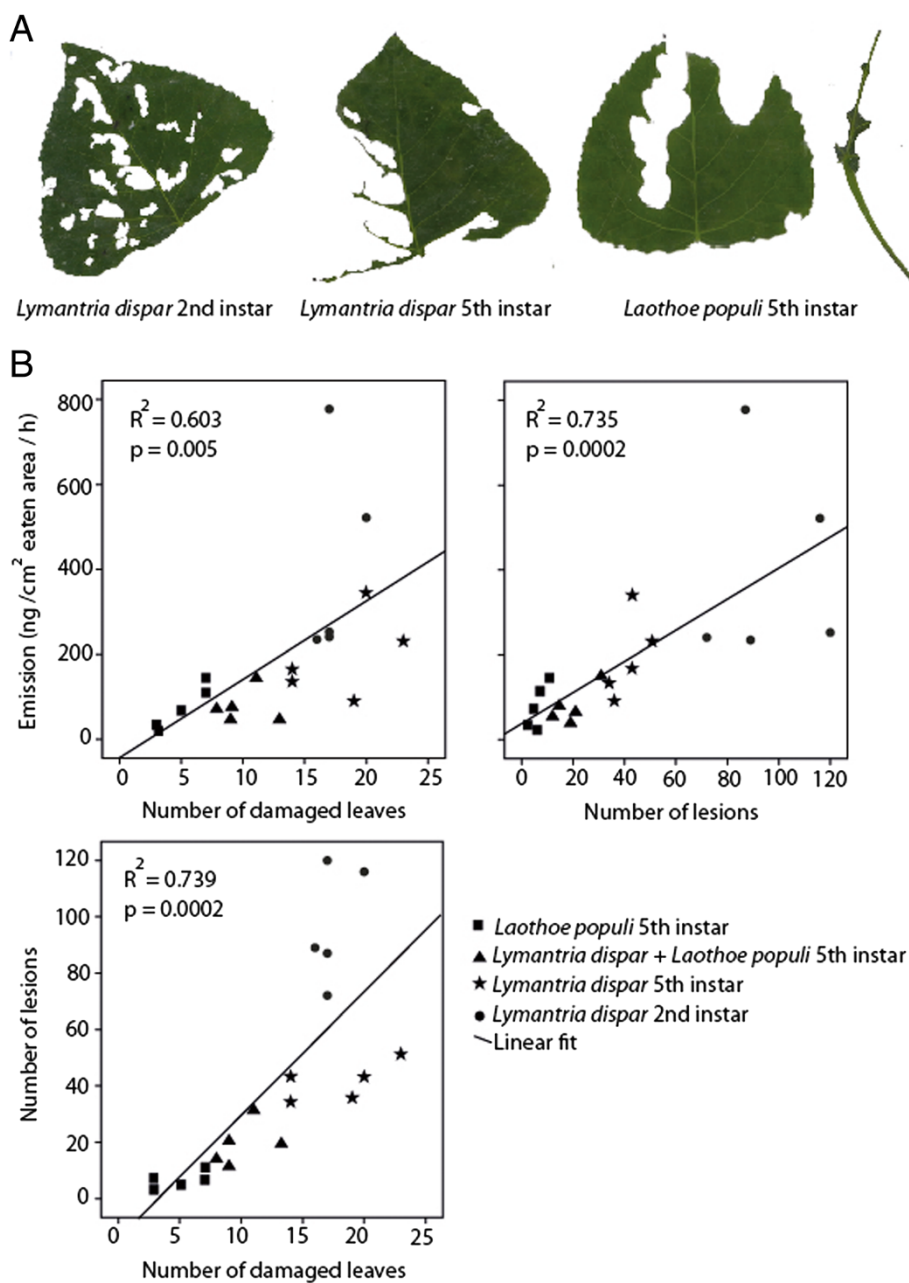 A
Lymantria dispar 2nd instar
Lymantria dispar 5th instar
Laothoe populi 5th instar
B
Emission (ng /cm² eaten area / h)
800
600
400
200
0
R² = 0.603
p = 0.005
0 5 10 15 20 25
Number of damaged leaves
R² = 0.735
p = 0.0002
0 20 40 60 80 100 120
Number of lesions
Number of lesions
120
100
80
60
40
20
0
R² = 0.739
p = 0.0002
0 5 10 15 20 25
Number of damaged leaves
Laothoe populi 5th instar
Lymantria dispar + Laothoe populi 5th instar
Lymantria dispar 5th instar
Lymantria dispar 2nd instar
Linear fit